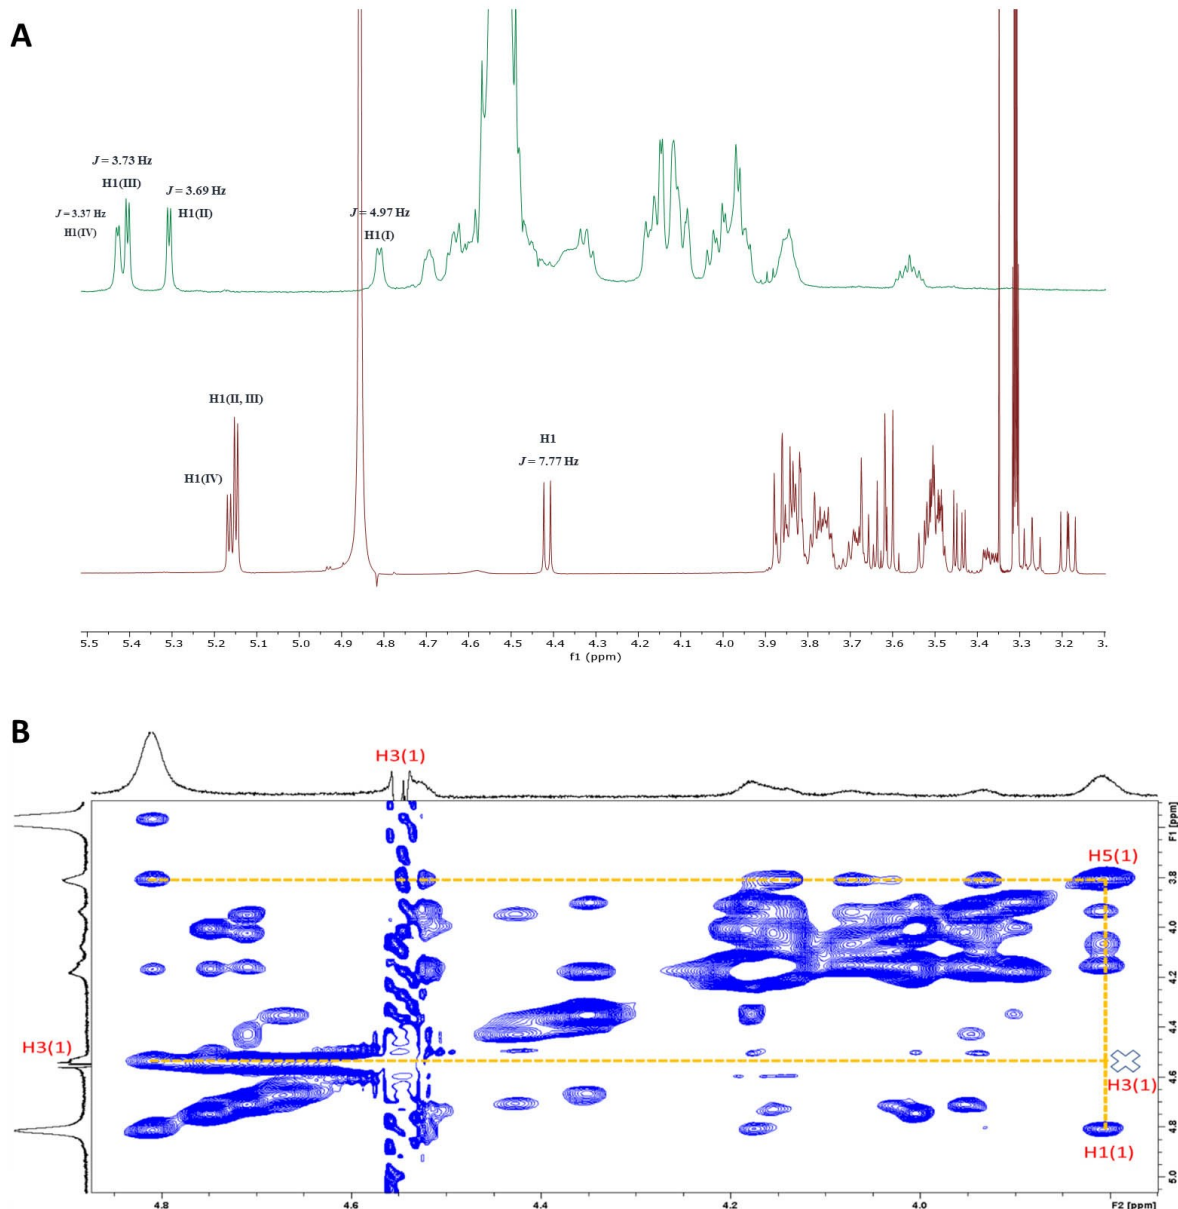 A
J = 3.73 Hz
H1(III)
J = 3.69 Hz
J = 3.37 Hz
H1(II)
H1(IV)
J = 4.97 Hz
H1(I)
H1(II, III)
H1
H1(IV)
J = 7.77 Hz
5.5 5.4 5.3 5.2 5.1 5.0 4.9 4.8 4.7 4.6 4.5 4.4 4.3 4.2 4.1 4.0 3.9 3.8 3.7 3.6 3.5 3.4 3.3 3.2 3.
f1 (ppm)
B
H3(1)
F1 [ppm]
H5(1)
3.8
4.0
4.2
4.4
H3(1)
4.6
H3(1)
4.8
H1(1)
5.0
4.8 4.6 4.4 4.2 4.0 F2 [ppm]